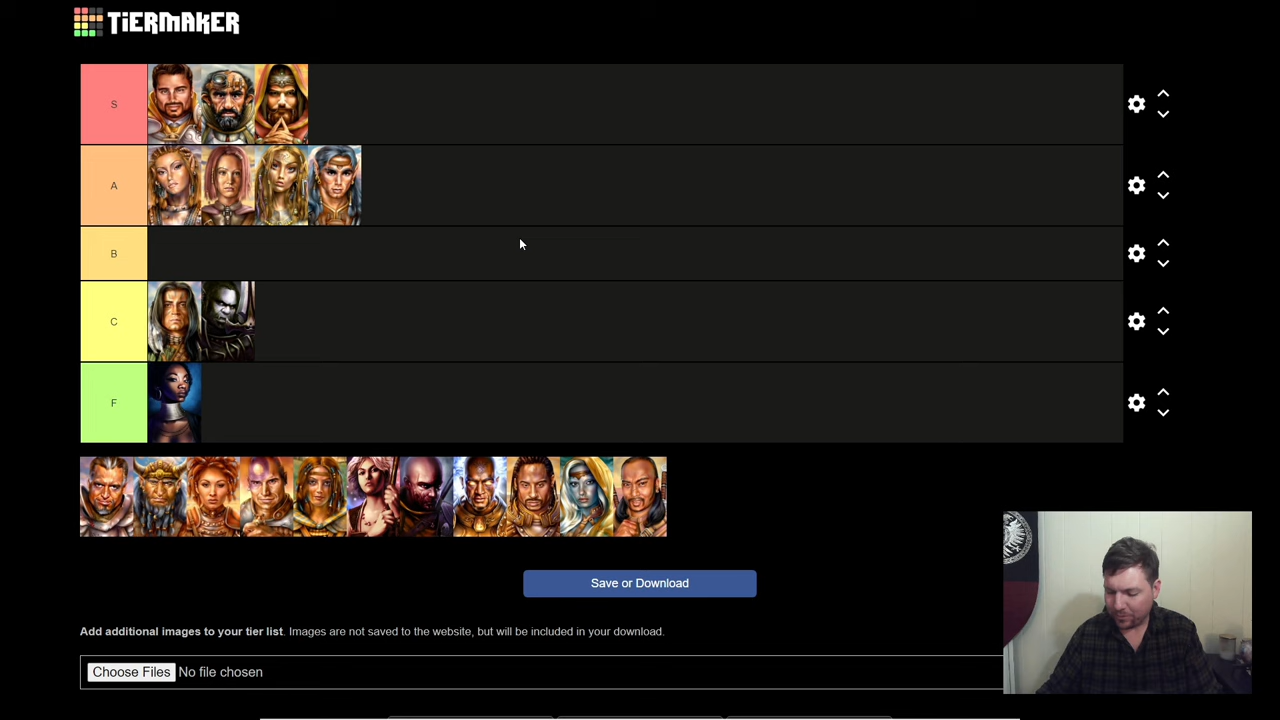 TiERMAKER
S
A
B
C
F
Save or Download
Add additional images to your tier list. Images are not saved to the website, but will be included in your download.
Choose Files No file chosen